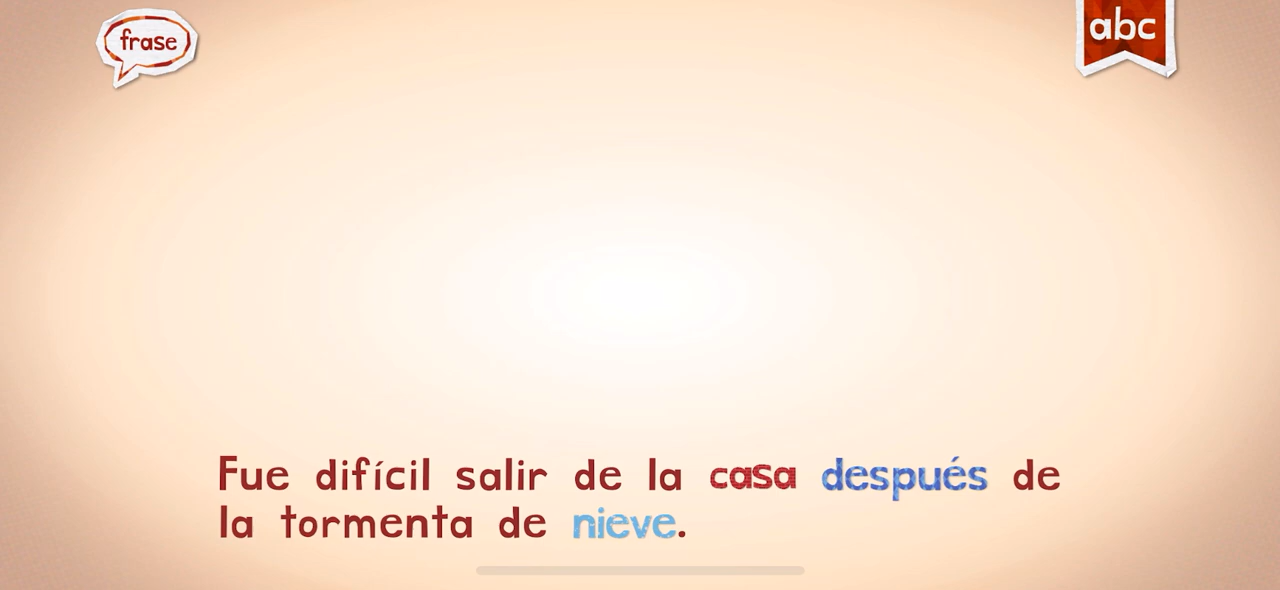 frase
abc
Fue difícil salir de la casa después de
la tormenta de nieve.